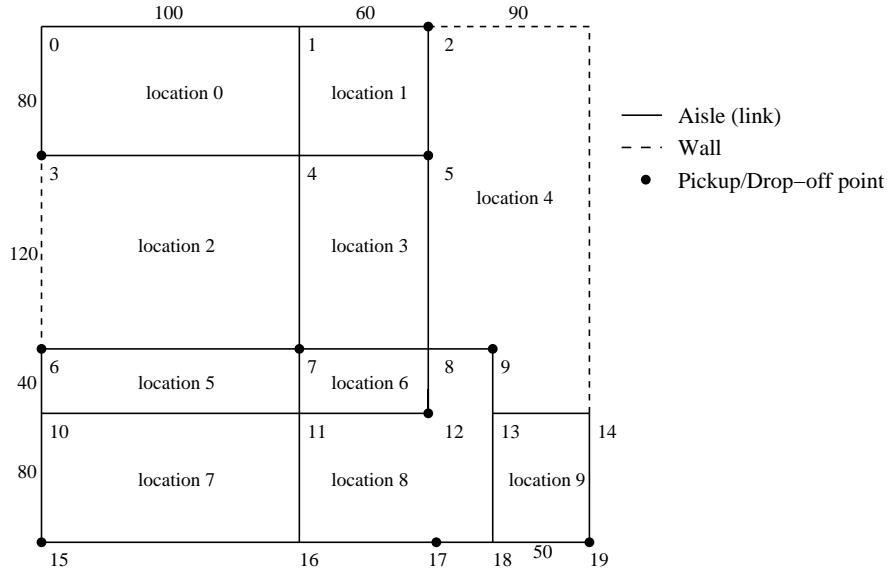 100 60 90
0 1 2
80 location 0 location 1
Aisle (link)
Wall
3 4 5
Pickup/Drop−off point
location 4
120 location 2 location 3
6 7 8 9
40 location 5 location 6
10 11 12 13 14
80 location 7 location 8 location 9
15 16 17 18 50 19